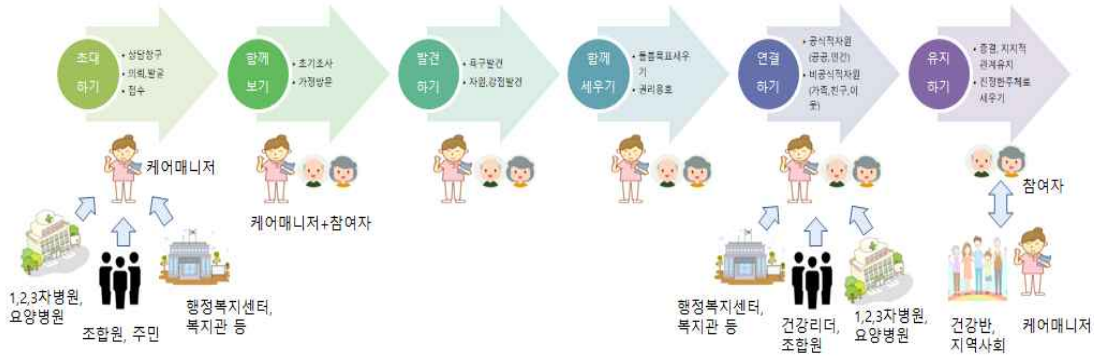 초대
하기
• 상담창구
• 의뢰,발굴
• 접수
함께
보기
• 초기조사
• 가정방문
발견
하기
• 욕구발견
• 자원,강점발견
함께
세우기
• 돌봄목표세우
기
• 권리옹호
연결
하기
• 공식적자원
(공공,민간)
• 비공식적자원
(가족,친구,이
웃)
유지
하기
• 종결, 지지적
관계유지
• 진정한주체로
세우기
케어매니저
케어매니저+참여자
참여자
1,2,3차병원,
요양병원
조합원, 주민
행정복지센터,
복지관 등
행정복지센터,
복지관 등
건강리더,
조합원
1,2,3차병원,
요양병원
건강반,
지역사회
케어매니저